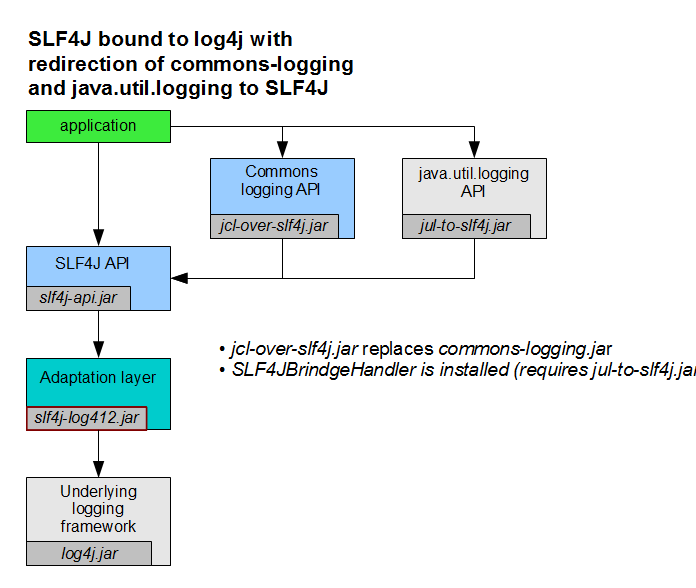 SLF4J bound to log4j with
redirection of commons-logging
and java.util.logging to SLF4J
application
Commons
logging API
jcl-over-slf4j.jar
java.util.logging
API
jul-to-slf4j.jar
SLF4J API
slf4j-api.jar
• jcl-over-slf4j.jar replaces commons-logging.jar
• SLF4JBrindgeHandler is installed (requires jul-to-slf4j.jar
Adaptation layer
slf4j-log412.jar
Underlying
logging
framework
log4j.jar